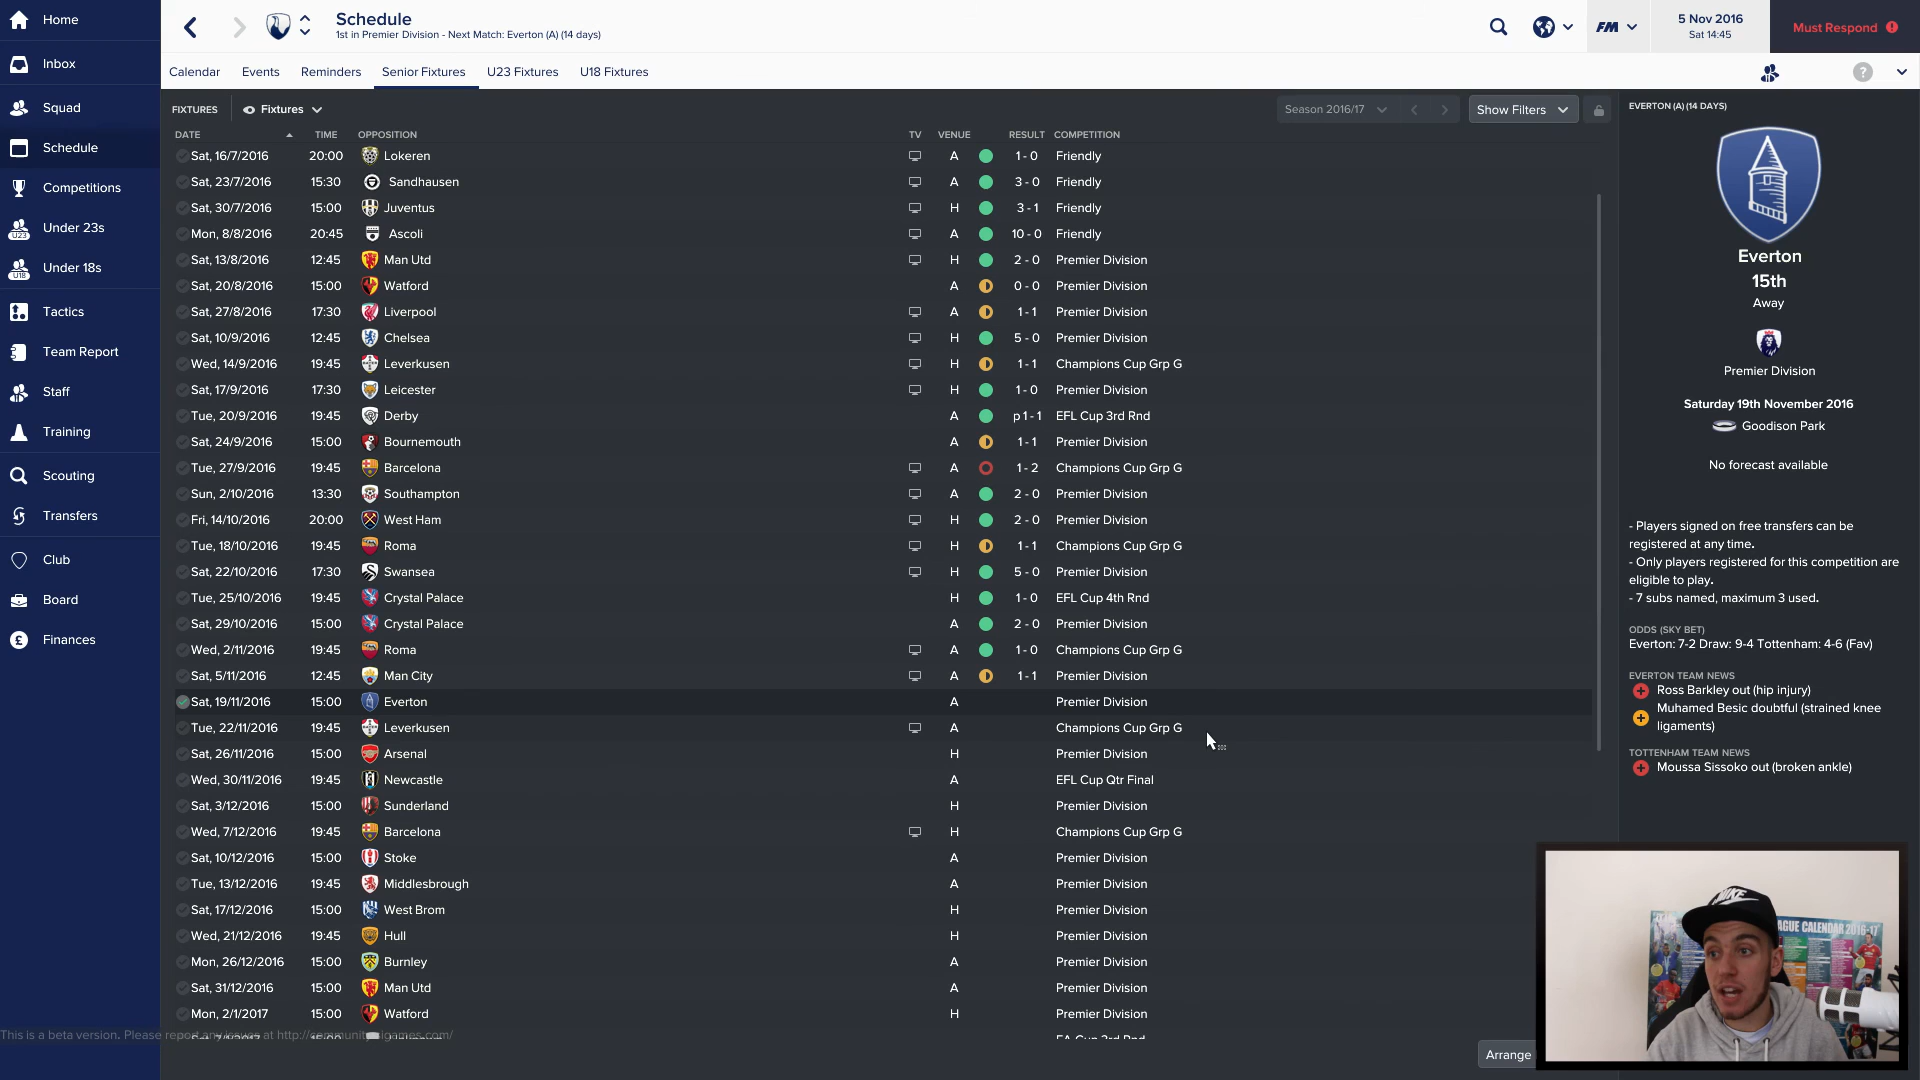 Home
Inbox
Squad
Schedule
Competitions
Under 23s
Under 18s
Tactics
Team Report
Staff
Training
Scouting
Transfers
Club
Board
Finances
Schedule
1st in Premier Division - Next Match: Everton (A) (14 days)
FM
5 Nov 2016
Sat 14:45
Must Respond
Calendar Events Reminders Senior Fixtures U23 Fixtures U18 Fixtures
FIXTURES Fixtures Season 2016/17 Show Filters
DATE TIME OPPOSITION TV VENUE RESULT COMPETITION
Sat, 16/7/2016 20:00 Lokeren A 1 - 0 Friendly
Sat, 23/7/2016 15:30 Sandhausen A 3 - 0 Friendly
Sat, 30/7/2016 15:00 Juventus H 3 - 1 Friendly
Mon, 8/8/2016 20:45 Ascoli A 10 - 0 Friendly
Sat, 13/8/2016 12:45 Man Utd H 2 - 0 Premier Division
Sat, 20/8/2016 15:00 Watford A 0 - 0 Premier Division
Sat, 27/8/2016 17:30 Liverpool A 1 - 1 Premier Division
Sat, 10/9/2016 12:45 Chelsea H 5 - 0 Premier Division
Wed, 14/9/2016 19:45 Leverkusen H 1 - 1 Champions Cup Grp G
Sat, 17/9/2016 17:30 Leicester H 1 - 0 Premier Division
Tue, 20/9/2016 19:45 Derby A p 1 - 1 EFL Cup 3rd Rnd
Sat, 24/9/2016 15:00 Bournemouth A 1 - 1 Premier Division
Tue, 27/9/2016 19:45 Barcelona A 1 - 2 Champions Cup Grp G
Sun, 2/10/2016 13:30 Southampton A 2 - 0 Premier Division
Fri, 14/10/2016 20:00 West Ham H 2 - 0 Premier Division
Tue, 18/10/2016 19:45 Roma H 1 - 1 Champions Cup Grp G
Sat, 22/10/2016 17:30 Swansea H 5 - 0 Premier Division
Tue, 25/10/2016 19:45 Crystal Palace H 1 - 0 EFL Cup 4th Rnd
Sat, 29/10/2016 15:00 Crystal Palace A 2 - 0 Premier Division
Wed, 2/11/2016 19:45 Roma A 1 - 0 Champions Cup Grp G
Sat, 5/11/2016 12:45 Man City A 1 - 1 Premier Division
Sat, 19/11/2016 15:00 Everton A Premier Division
Tue, 22/11/2016 19:45 Leverkusen A Champions Cup Grp G
Sat, 26/11/2016 15:00 Arsenal H Premier Division
Wed, 30/11/2016 19:45 Newcastle A EFL Cup Qtr Final
Sat, 3/12/2016 15:00 Sunderland H Premier Division
Wed, 7/12/2016 19:45 Barcelona H Champions Cup Grp G
Sat, 10/12/2016 15:00 Stoke A Premier Division
Tue, 13/12/2016 19:45 Middlesbrough A Premier Division
Sat, 17/12/2016 15:00 West Brom H Premier Division
Wed, 21/12/2016 19:45 Hull H Premier Division
Mon, 26/12/2016 15:00 Burnley A Premier Division
Sat, 31/12/2016 15:00 Man Utd A Premier Division
Mon, 2/1/2017 15:00 Watford H Premier Division
FA Cup 3rd Rnd
This is a beta version. Please report any issues at http://community.sigames.com/
Arrange
EVERTON (A) (14 DAYS)
Everton
15th
Away
Premier Division
Saturday 19th November 2016
Goodison Park
No forecast available
- Players signed on free transfers can be
registered at any time.
- Only players registered for this competition are
eligible to play.
- 7 subs named, maximum 3 used.
ODDS (SKY BET)
Everton: 7-2 Draw: 9-4 Tottenham: 4-6 (Fav)
EVERTON TEAM NEWS
Ross Barkley out (hip injury)
Muhamed Besic doubtful (strained knee
ligaments)
TOTTENHAM TEAM NEWS
Moussa Sissoko out (broken ankle)
NIKE
AGUE CALENDAR 2016-17